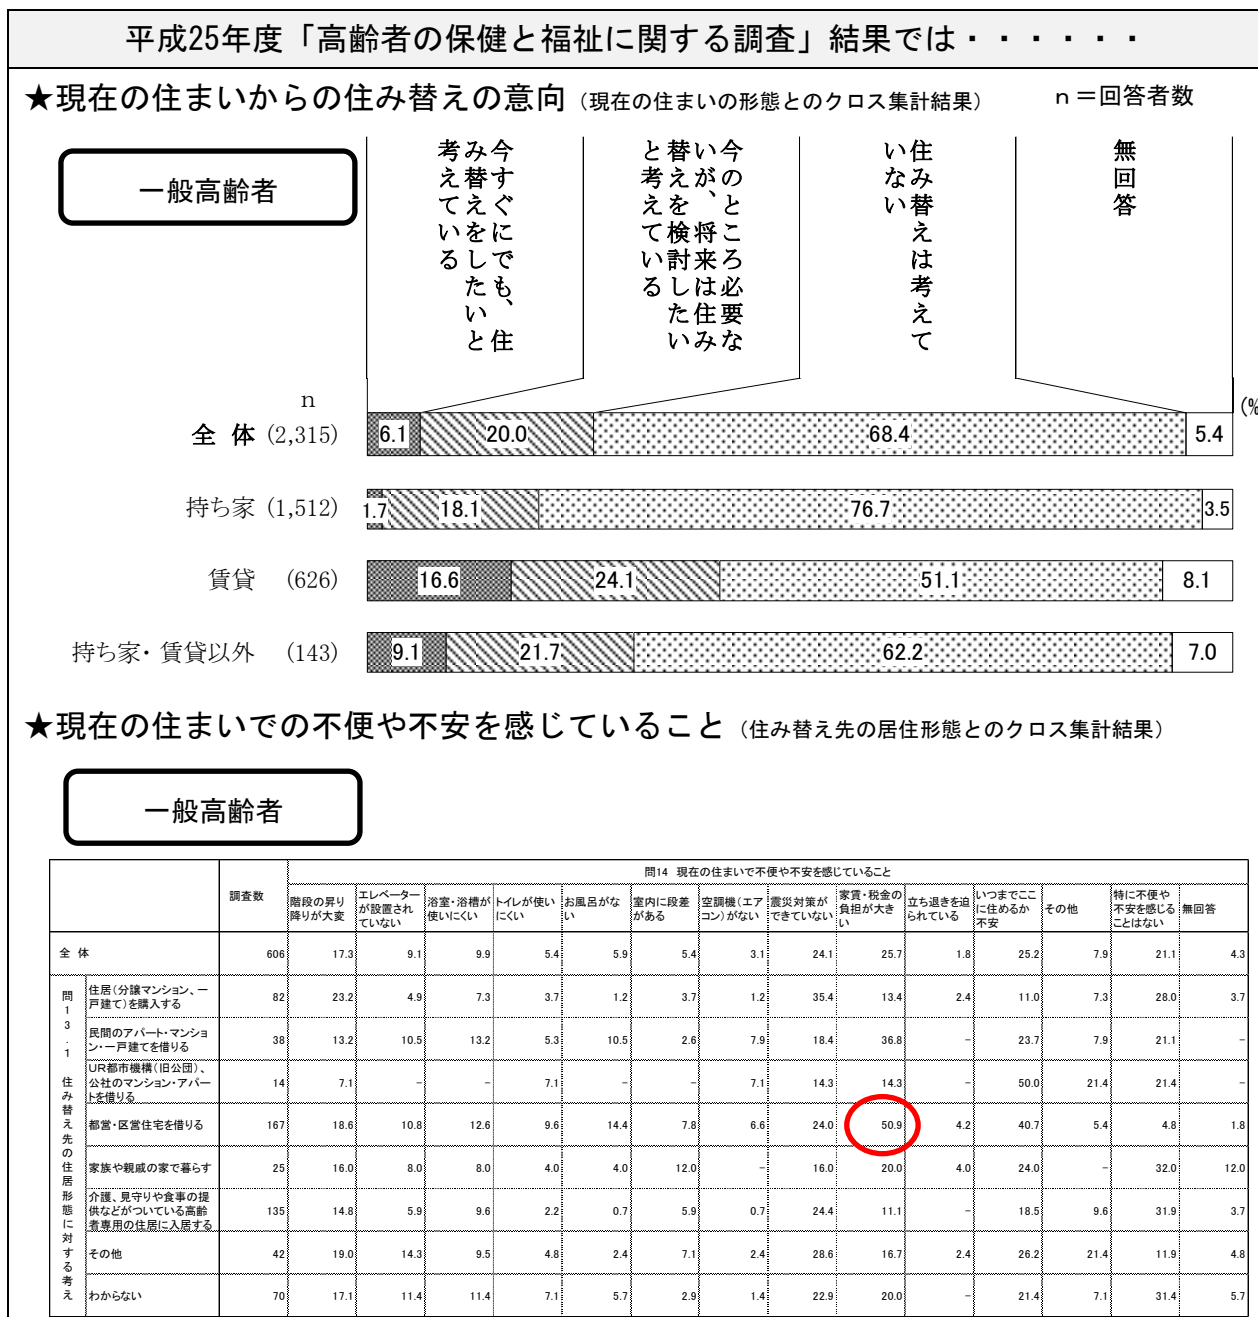 平成25年度「高齢者の保健と福祉に関する調査」結果では・・・・・・
★現在の住まいからの住み替えの意向（現在の住まいの形態とのクロス集計結果）　n＝回答者数
一般高齢者
今すぐにでも、住み替えをしたいと考えている
今のところ必要ないが、将来は住み替えを検討したいと考えている
住み替えは考えていない
無回答
n
(%
全 体 (2,315) 6.1 20.0 68.4 5.4
持ち家 (1,512) 1.7 18.1 76.7 3.5
賃貸 (626) 16.6 24.1 51.1 8.1
持ち家・賃貸以外 (143) 9.1 21.7 62.2 7.0
★現在の住まいでの不便や不安を感じていること（住み替え先の居住形態とのクロス集計結果）
一般高齢者
問14 現在の住まいで不便や不安を感じていること
調査数 階段の昇り降りが大変 エレベーターが設置されていない 浴室・浴槽が使いにくい トイレが使いにくい お風呂がない 室内に段差がある 空調機(エアコン)がない 震災対策ができていない 家賃・税金の負担が大きい 立ち退きを迫られている いつまでここに住めるか不安 その他 特に不便や不安を感じることはない 無回答
全 体 606 17.3 9.1 9.9 5.4 5.9 5.4 3.1 24.1 25.7 1.8 25.2 7.9 21.1 4.3
問13.1 住み替え先の住居形態に対する考え
住居(分譲マンション、一戸建て)を購入する 82 23.2 4.9 7.3 3.7 1.2 3.7 1.2 35.4 13.4 2.4 11.0 7.3 28.0 3.7
民間のアパート・マンション・一戸建てを借りる 38 13.2 10.5 13.2 5.3 10.5 2.6 7.9 18.4 36.8 － 23.7 7.9 21.1 －
UR都市機構(旧公団)、公社のマンション・アパートを借りる 14 7.1 － － 7.1 － － 7.1 14.3 14.3 － 50.0 21.4 21.4 －
都営・区営住宅を借りる 167 18.6 10.8 12.6 9.6 14.4 7.8 6.6 24.0 50.9 4.2 40.7 5.4 4.8 1.8
家族や親戚の家で暮らす 25 16.0 8.0 8.0 4.0 4.0 12.0 － 16.0 20.0 4.0 24.0 － 32.0 12.0
介護、見守りや食事の提供などがついている高齢者専用の住居に入居する 135 14.8 5.9 9.6 2.2 0.7 5.9 0.7 24.4 11.1 － 18.5 9.6 31.9 3.7
その他 42 19.0 14.3 9.5 4.8 2.4 7.1 2.4 28.6 16.7 2.4 26.2 21.4 11.9 4.8
わからない 70 17.1 11.4 11.4 7.1 5.7 2.9 1.4 22.9 20.0 － 21.4 7.1 31.4 5.7